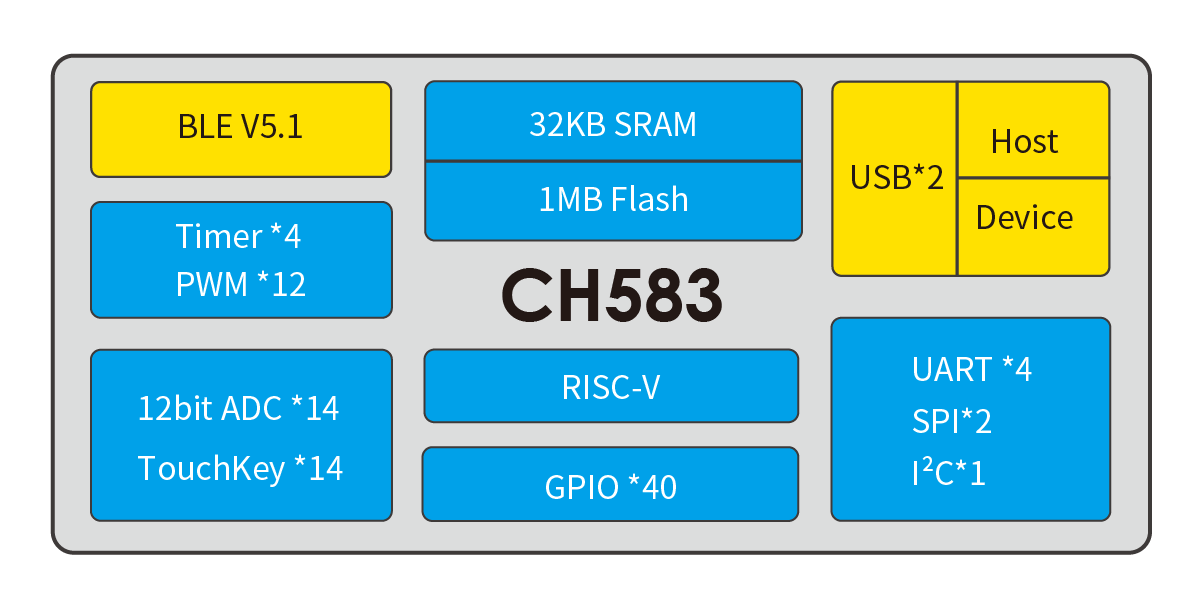 BLE V5.1
Timer *4
PWM *12
12bit ADC *14
TouchKey *14
32KB SRAM
1MB Flash
CH583
RISC-V
GPIO *40
USB*2
Host
Device
UART *4
SPI*2
I²C*1